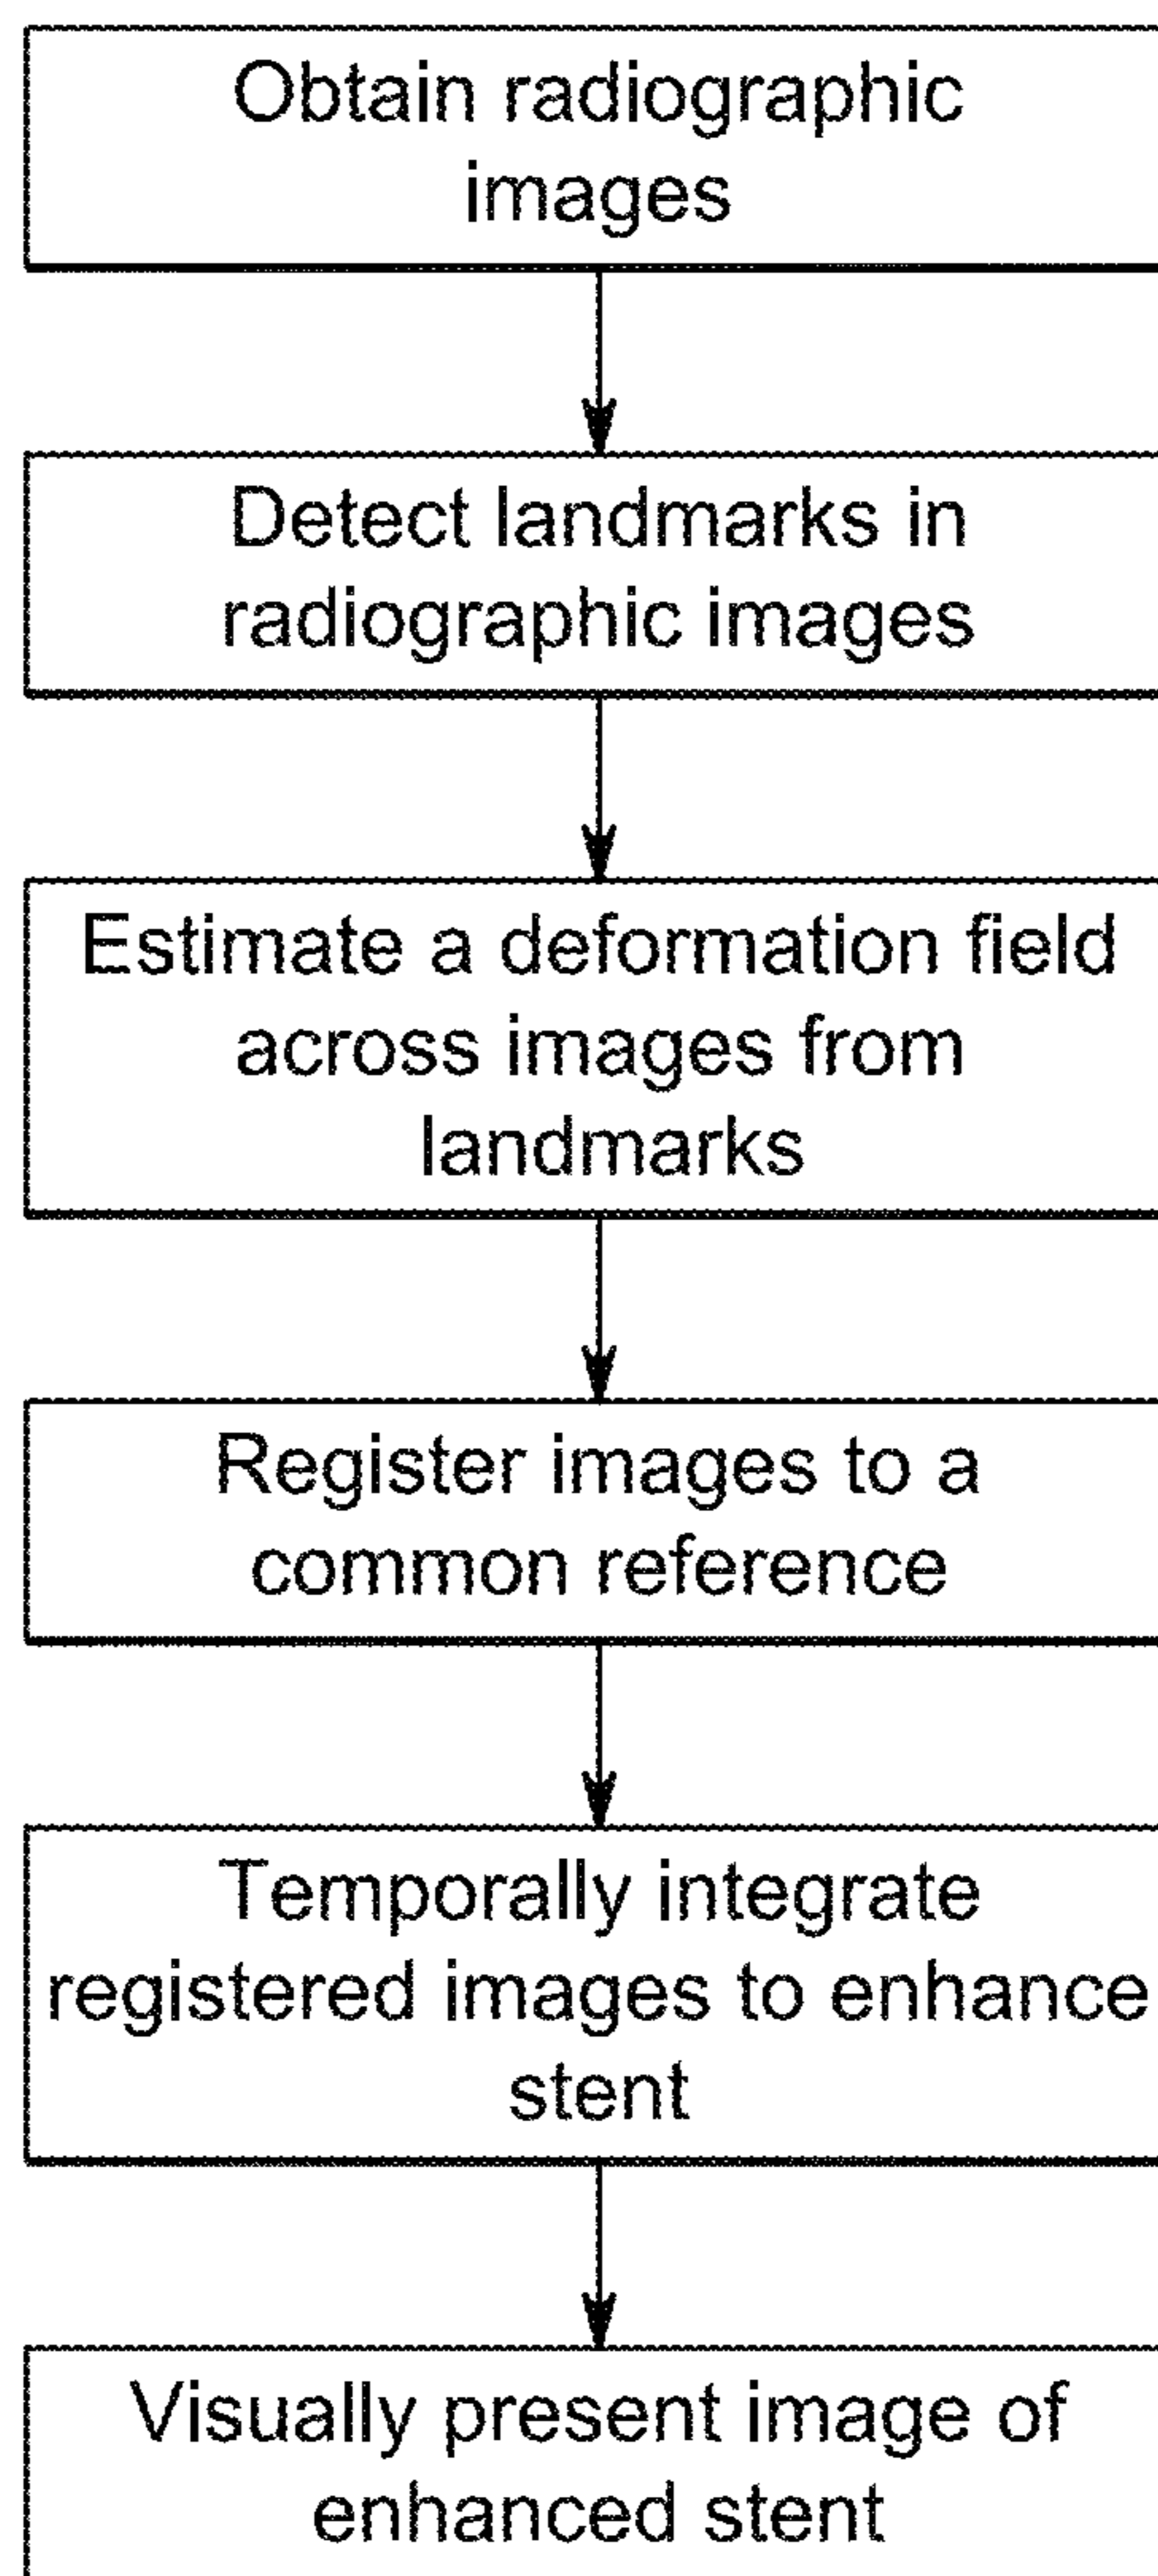 Obtain radiographic
images
Detect landmarks in
radiographic images
Estimate a deformation field
across images from
landmarks
Register images to a
common reference
Temporally integrate
registered images to enhance
stent
Visually present image of
enhanced stent